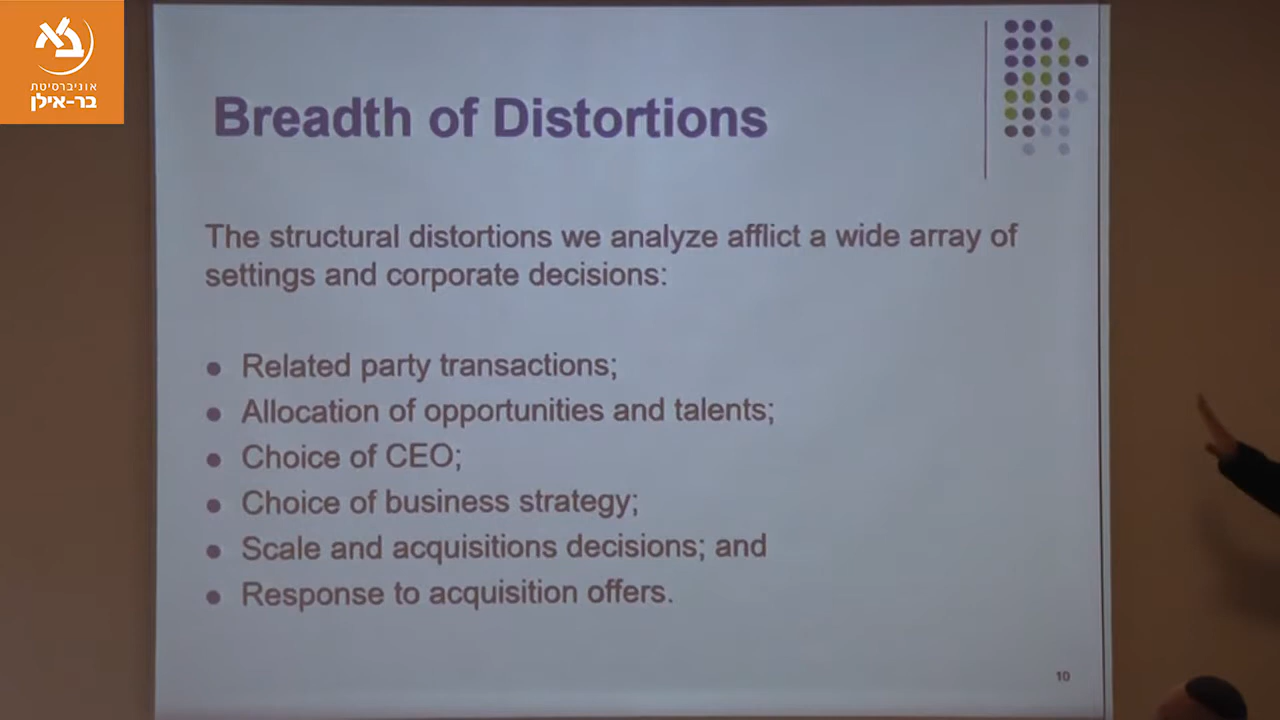 אוניברסיטת
בר-אילן
Breadth of Distortions
The structural distortions we analyze afflict a wide array of
settings and corporate decisions:
Related party transactions;
Allocation of opportunities and talents;
Choice of CEO;
Choice of business strategy;
Scale and acquisitions decisions; and
Response to acquisition offers.
10